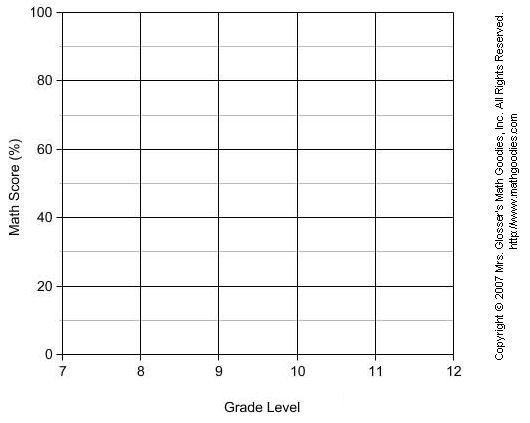 100
80
60
40
20
0
7 8 9 10 11 12
Math Score (%)
Grade Level
Copyright © 2007 Mrs. Glosser's Math Goodies, Inc. All Rights Reserved.
http://www.mathgoodies.com